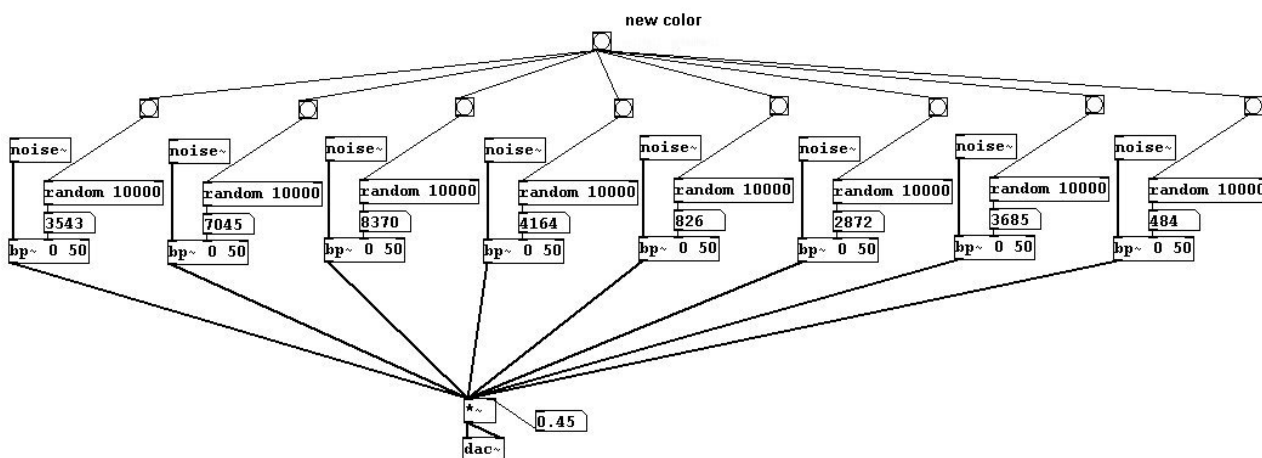 new color
noise~ noise~ noise~ noise~ noise~ noise~ noise~ noise~
random 10000 random 10000 random 10000 random 10000 random 10000 random 10000 random 10000 random 10000
3543 7045 8370 4164 826 2872 3685 484
bp~ 0 50 bp~ 0 50 bp~ 0 50 bp~ 0 50 bp~ 0 50 bp~ 0 50 bp~ 0 50 bp~ 0 50
*~ 0.45
dac~